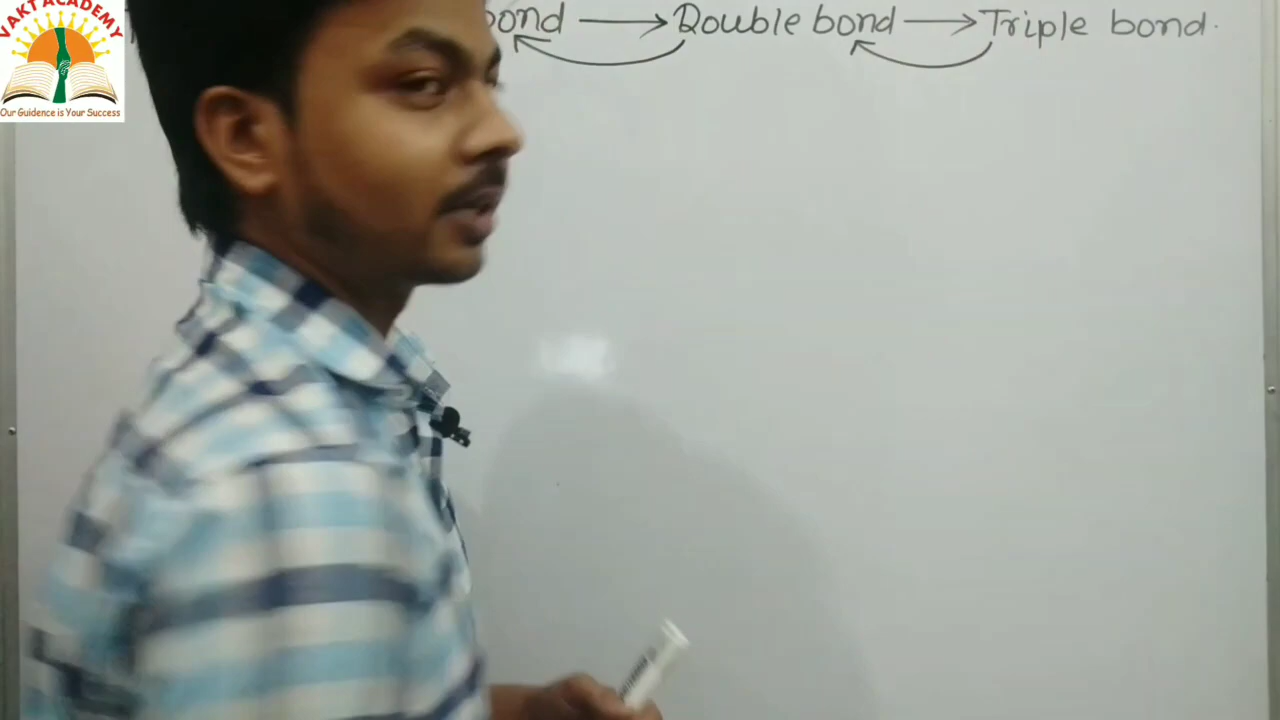 VAKT ACADEMY
Our Guidence is Your Success
bond → Double bond → Triple bond.